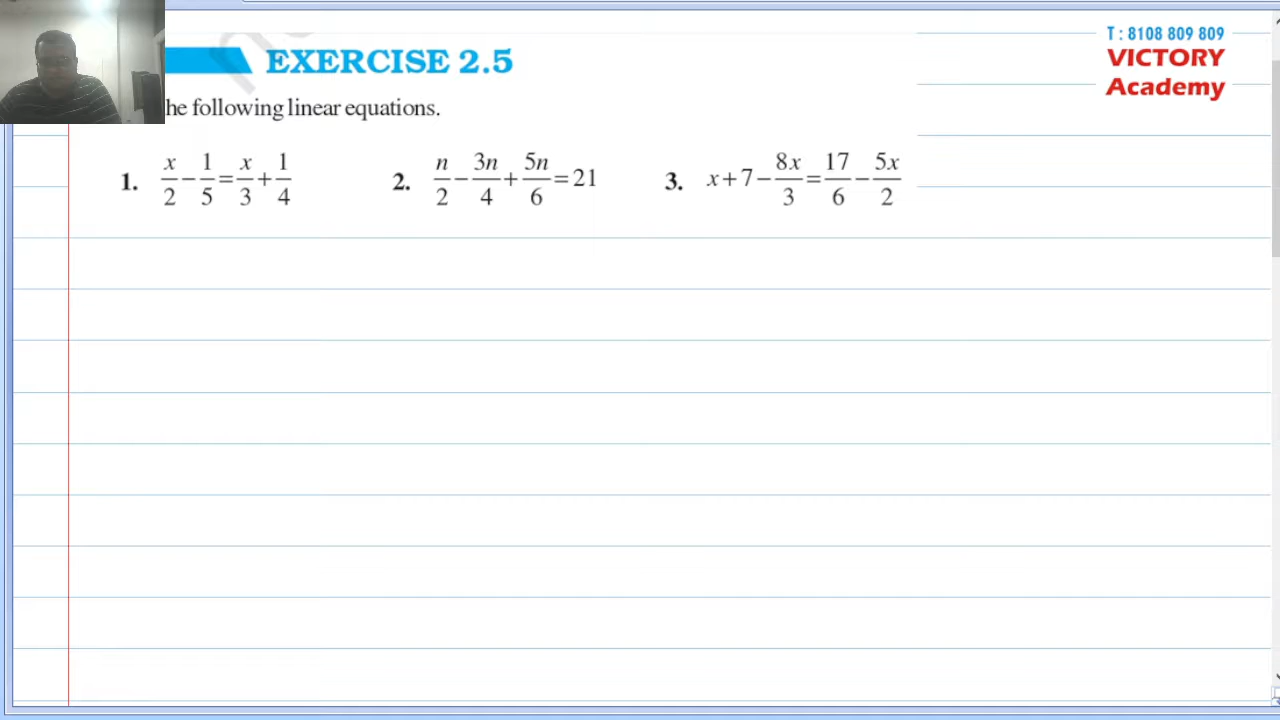 T : 8108 809 809
VICTORY
Academy
EXERCISE 2.5
he following linear equations.
1. x/2 − 1/5 = x/3 + 1/4
2. n/2 − 3n/4 + 5n/6 = 21
3. x + 7 − 8x/3 = 17/6 − 5x/2